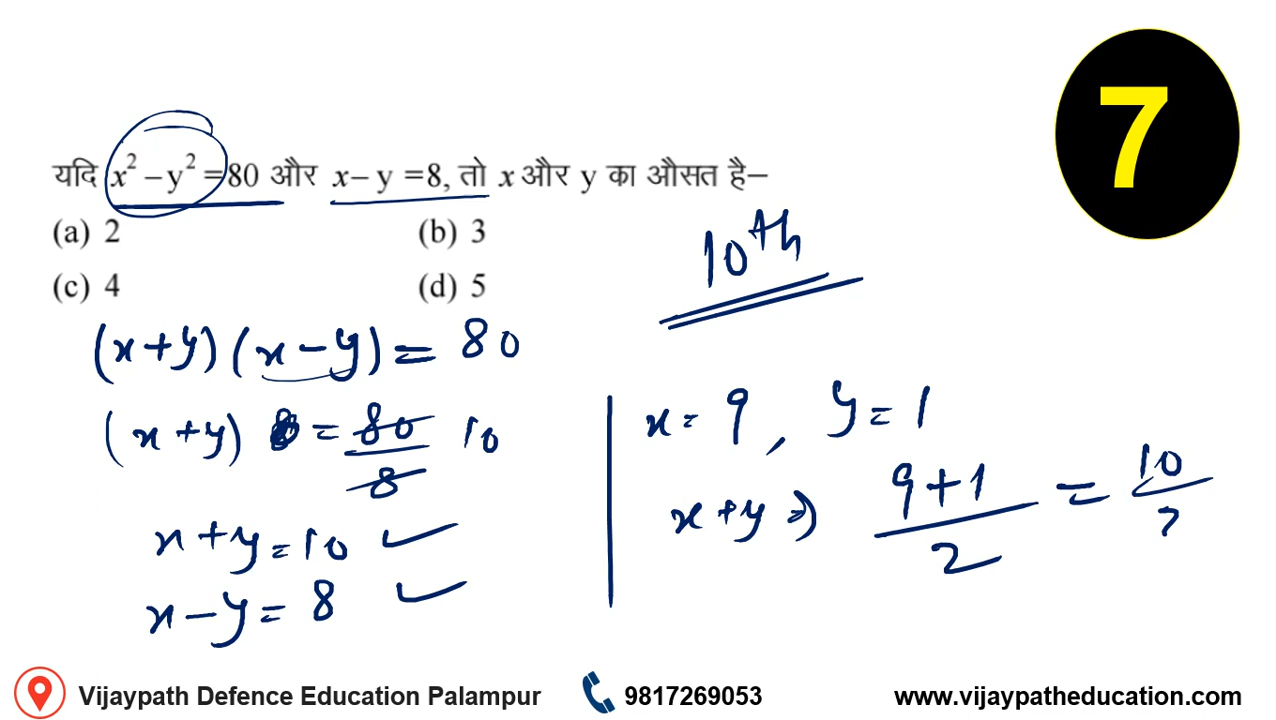 7
यदि x² – y² = 80 और x – y = 8, तो x और y का औसत है–
(a) 2 (b) 3
(c) 4 (d) 5
10th
(x+y)(x-y) = 80
(x+y) 8 = 80/8 10
x+y=10 ✓
x-y=8 ✓
x=9, y=1
x+y ⇒ (9+1)/2 = 10/2
Vijaypath Defence Education Palampur 9817269053 www.vijaypatheducation.com